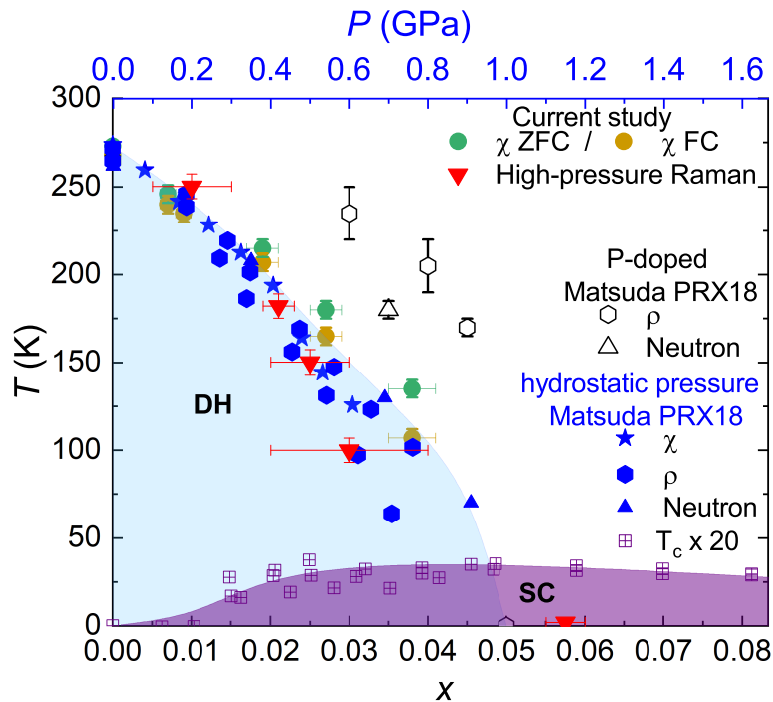 P (GPa)
0.0 0.2 0.4 0.6 0.8 1.0 1.2 1.4 1.6
300
Current study
χ ZFC / χ FC
High-pressure Raman
250
P-doped
200
Matsuda PRX18
ρ
Neutron
T (K)
150
hydrostatic pressure
DH
Matsuda PRX18
χ
100
ρ
Neutron
50
T_c x 20
SC
0
0.00 0.01 0.02 0.03 0.04 0.05 0.06 0.07 0.08
x